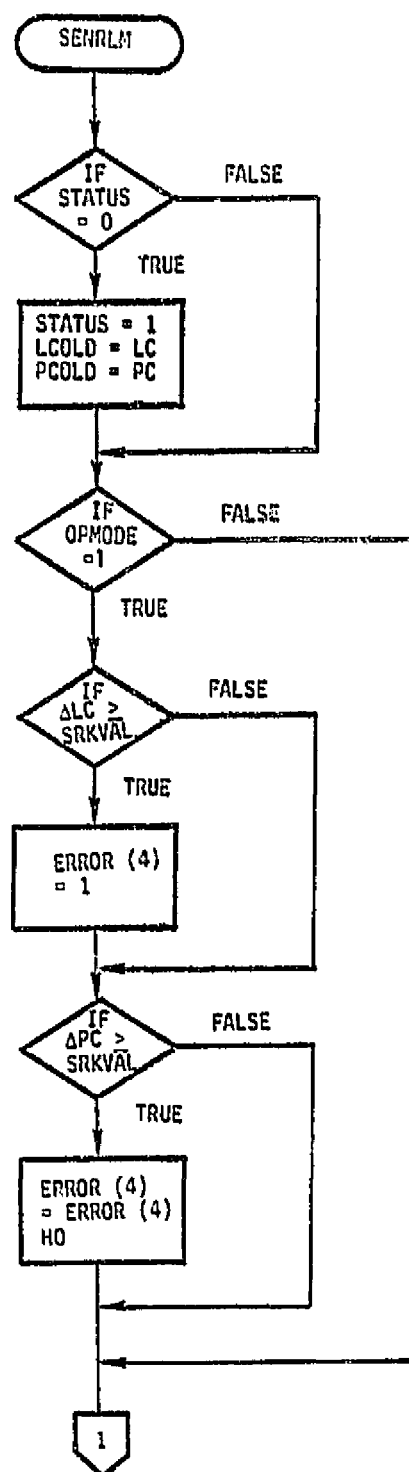 SENRLM
IF
STATUS
= 0
FALSE
TRUE
STATUS = 1
LCOLD = LC
PCOLD = PC
IF
OPMODE
=1
FALSE
TRUE
IF
ΔLC ≥
SRKVAL
FALSE
TRUE
ERROR (4)
= 1
IF
ΔPC ≥
SRKVAL
FALSE
TRUE
ERROR (4)
= ERROR (4)
HO
1